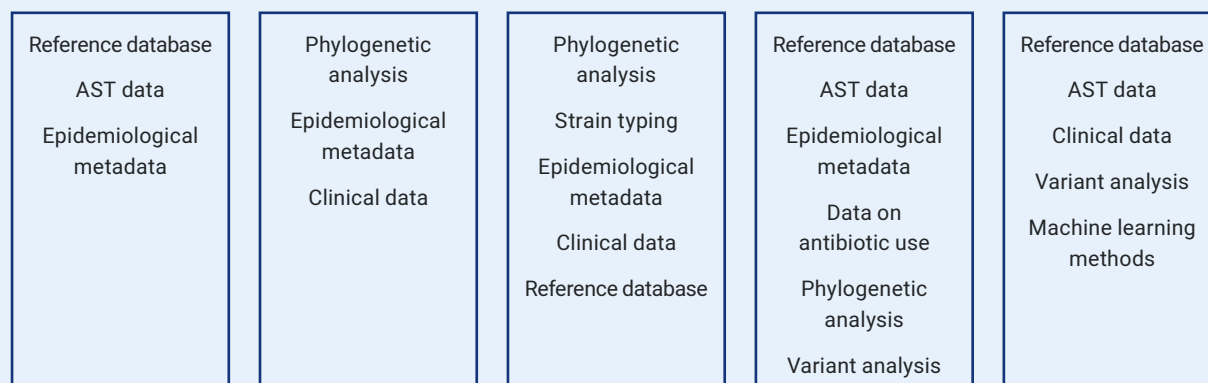 Reference database
AST data
Epidemiological
metadata
Phylogenetic
analysis
Epidemiological
metadata
Clinical data
Phylogenetic
analysis
Strain typing
Epidemiological
metadata
Clinical data
Reference database
Reference database
AST data
Epidemiological
metadata
Data on
antibiotic use
Phylogenetic
analysis
Variant analysis
Reference database
AST data
Clinical data
Variant analysis
Machine learning
methods